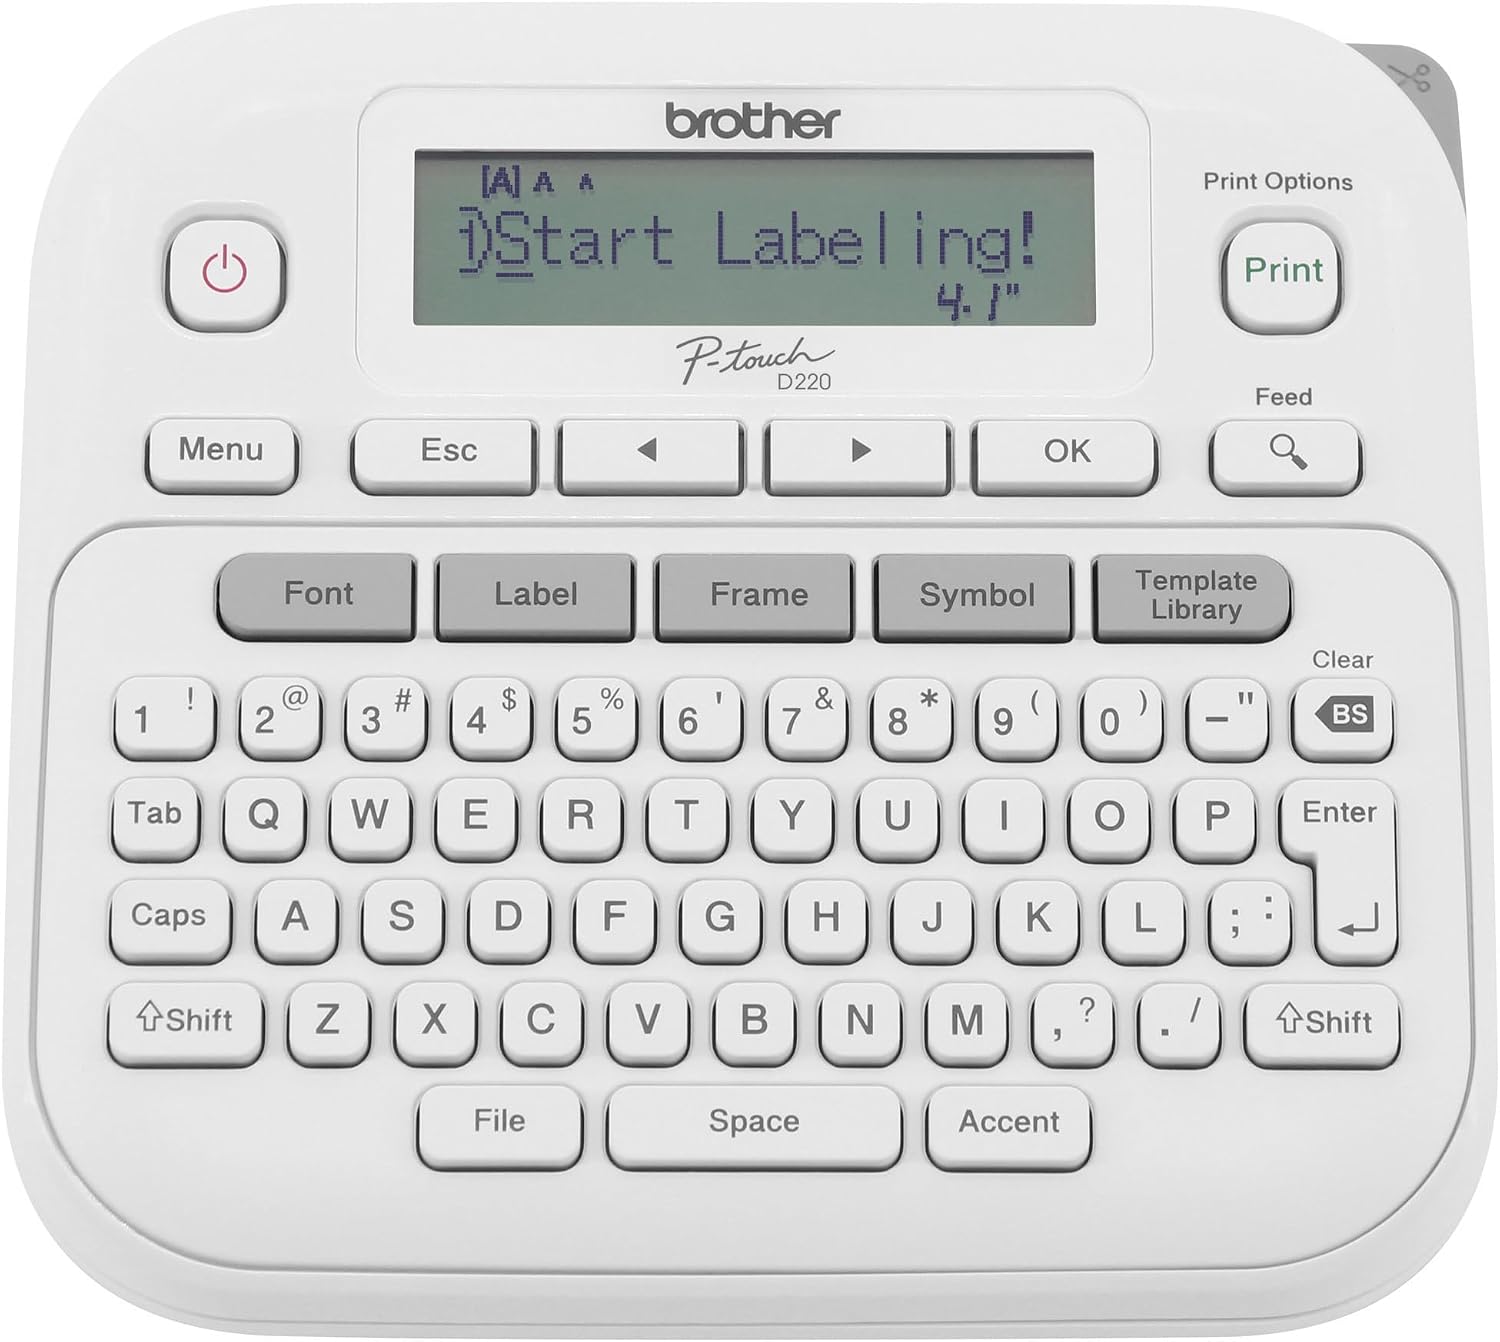 brother
[A] A A
1)Start Labeling!
4.1"
P-touch
D220
Print Options
Print
Feed
Menu Esc OK
Font Label Frame Symbol Template Library
Clear
1 ! 2 @ 3 # 4 $ 5 % 6 ' 7 & 8 * 9 ( 0 ) – " BS
Tab Q W E R T Y U I O P Enter
Caps A S D F G H J K L ; :
Shift Z X C V B N M , ? . / Shift
File Space Accent